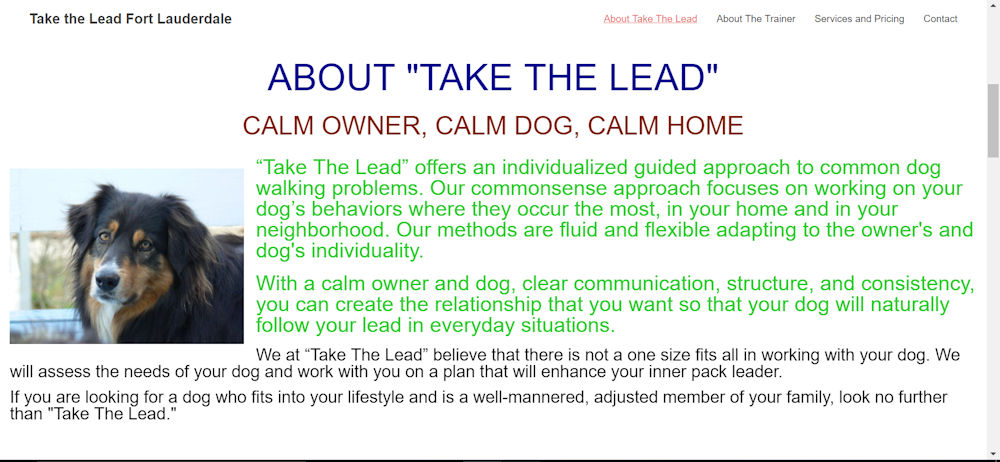 Take the Lead Fort Lauderdale
About Take The Lead
About The Trainer
Services and Pricing
Contact
ABOUT "TAKE THE LEAD"
CALM OWNER, CALM DOG, CALM HOME
“Take The Lead” offers an individualized guided approach to common dog
walking problems. Our commonsense approach focuses on working on your
dog’s behaviors where they occur the most, in your home and in your
neighborhood. Our methods are fluid and flexible adapting to the owner's and
dog's individuality.
With a calm owner and dog, clear communication, structure, and consistency,
you can create the relationship that you want so that your dog will naturally
follow your lead in everyday situations.
We at “Take The Lead” believe that there is not a one size fits all in working with your dog. We
will assess the needs of your dog and work with you on a plan that will enhance your inner pack leader.
If you are looking for a dog who fits into your lifestyle and is a well-mannered, adjusted member of your family, look no further
than "Take The Lead."